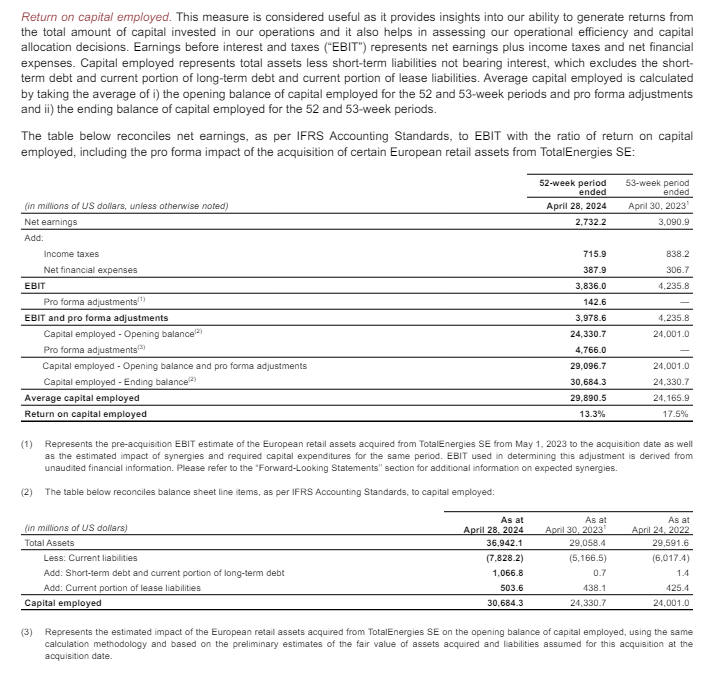 Return on capital employed. This measure is considered useful as it provides insights into our ability to generate returns from
the total amount of capital invested in our operations and it also helps in assessing our operational efficiency and capital
allocation decisions. Earnings before interest and taxes (“EBIT”) represents net earnings plus income taxes and net financial
expenses. Capital employed represents total assets less short-term liabilities not bearing interest, which excludes the short-
term debt and current portion of long-term debt and current portion of lease liabilities. Average capital employed is calculated
by taking the average of i) the opening balance of capital employed for the 52 and 53-week periods and pro forma adjustments
and ii) the ending balance of capital employed for the 52 and 53-week periods.
The table below reconciles net earnings, as per IFRS Accounting Standards, to EBIT with the ratio of return on capital
employed, including the pro forma impact of the acquisition of certain European retail assets from TotalEnergies SE:
52-week period ended 53-week period ended
(in millions of US dollars, unless otherwise noted) April 28, 2024 April 30, 2023¹
Net earnings 2,732.2 3,090.9
Add:
Income taxes 715.9 838.2
Net financial expenses 387.9 306.7
EBIT 3,836.0 4,235.8
Pro forma adjustments(1) 142.6 —
EBIT and pro forma adjustments 3,978.6 4,235.8
Capital employed - Opening balance(2) 24,330.7 24,001.0
Pro forma adjustments(3) 4,766.0 —
Capital employed - Opening balance and pro forma adjustments 29,096.7 24,001.0
Capital employed - Ending balance(2) 30,684.3 24,330.7
Average capital employed 29,890.5 24,165.9
Return on capital employed 13.3% 17.5%
(1) Represents the pre-acquisition EBIT estimate of the European retail assets acquired from TotalEnergies SE from May 1, 2023 to the acquisition date as well
as the estimated impact of synergies and required capital expenditures for the same period. EBIT used in determining this adjustment is derived from
unaudited financial information. Please refer to the "Forward-Looking Statements" section for additional information on expected synergies.
(2) The table below reconciles balance sheet line items, as per IFRS Accounting Standards, to capital employed:
As at As at As at
(in millions of US dollars) April 28, 2024 April 30, 2023¹ April 24, 2022
Total Assets 36,942.1 29,058.4 29,591.6
Less: Current liabilities (7,828.2) (5,166.5) (6,017.4)
Add: Short-term debt and current portion of long-term debt 1,066.8 0.7 1.4
Add: Current portion of lease liabilities 503.6 438.1 425.4
Capital employed 30,684.3 24,330.7 24,001.0
(3) Represents the estimated impact of the European retail assets acquired from TotalEnergies SE on the opening balance of capital employed, using the same
calculation methodology and based on the preliminary estimates of the fair value of assets acquired and liabilities assumed for this acquisition at the
acquisition date.